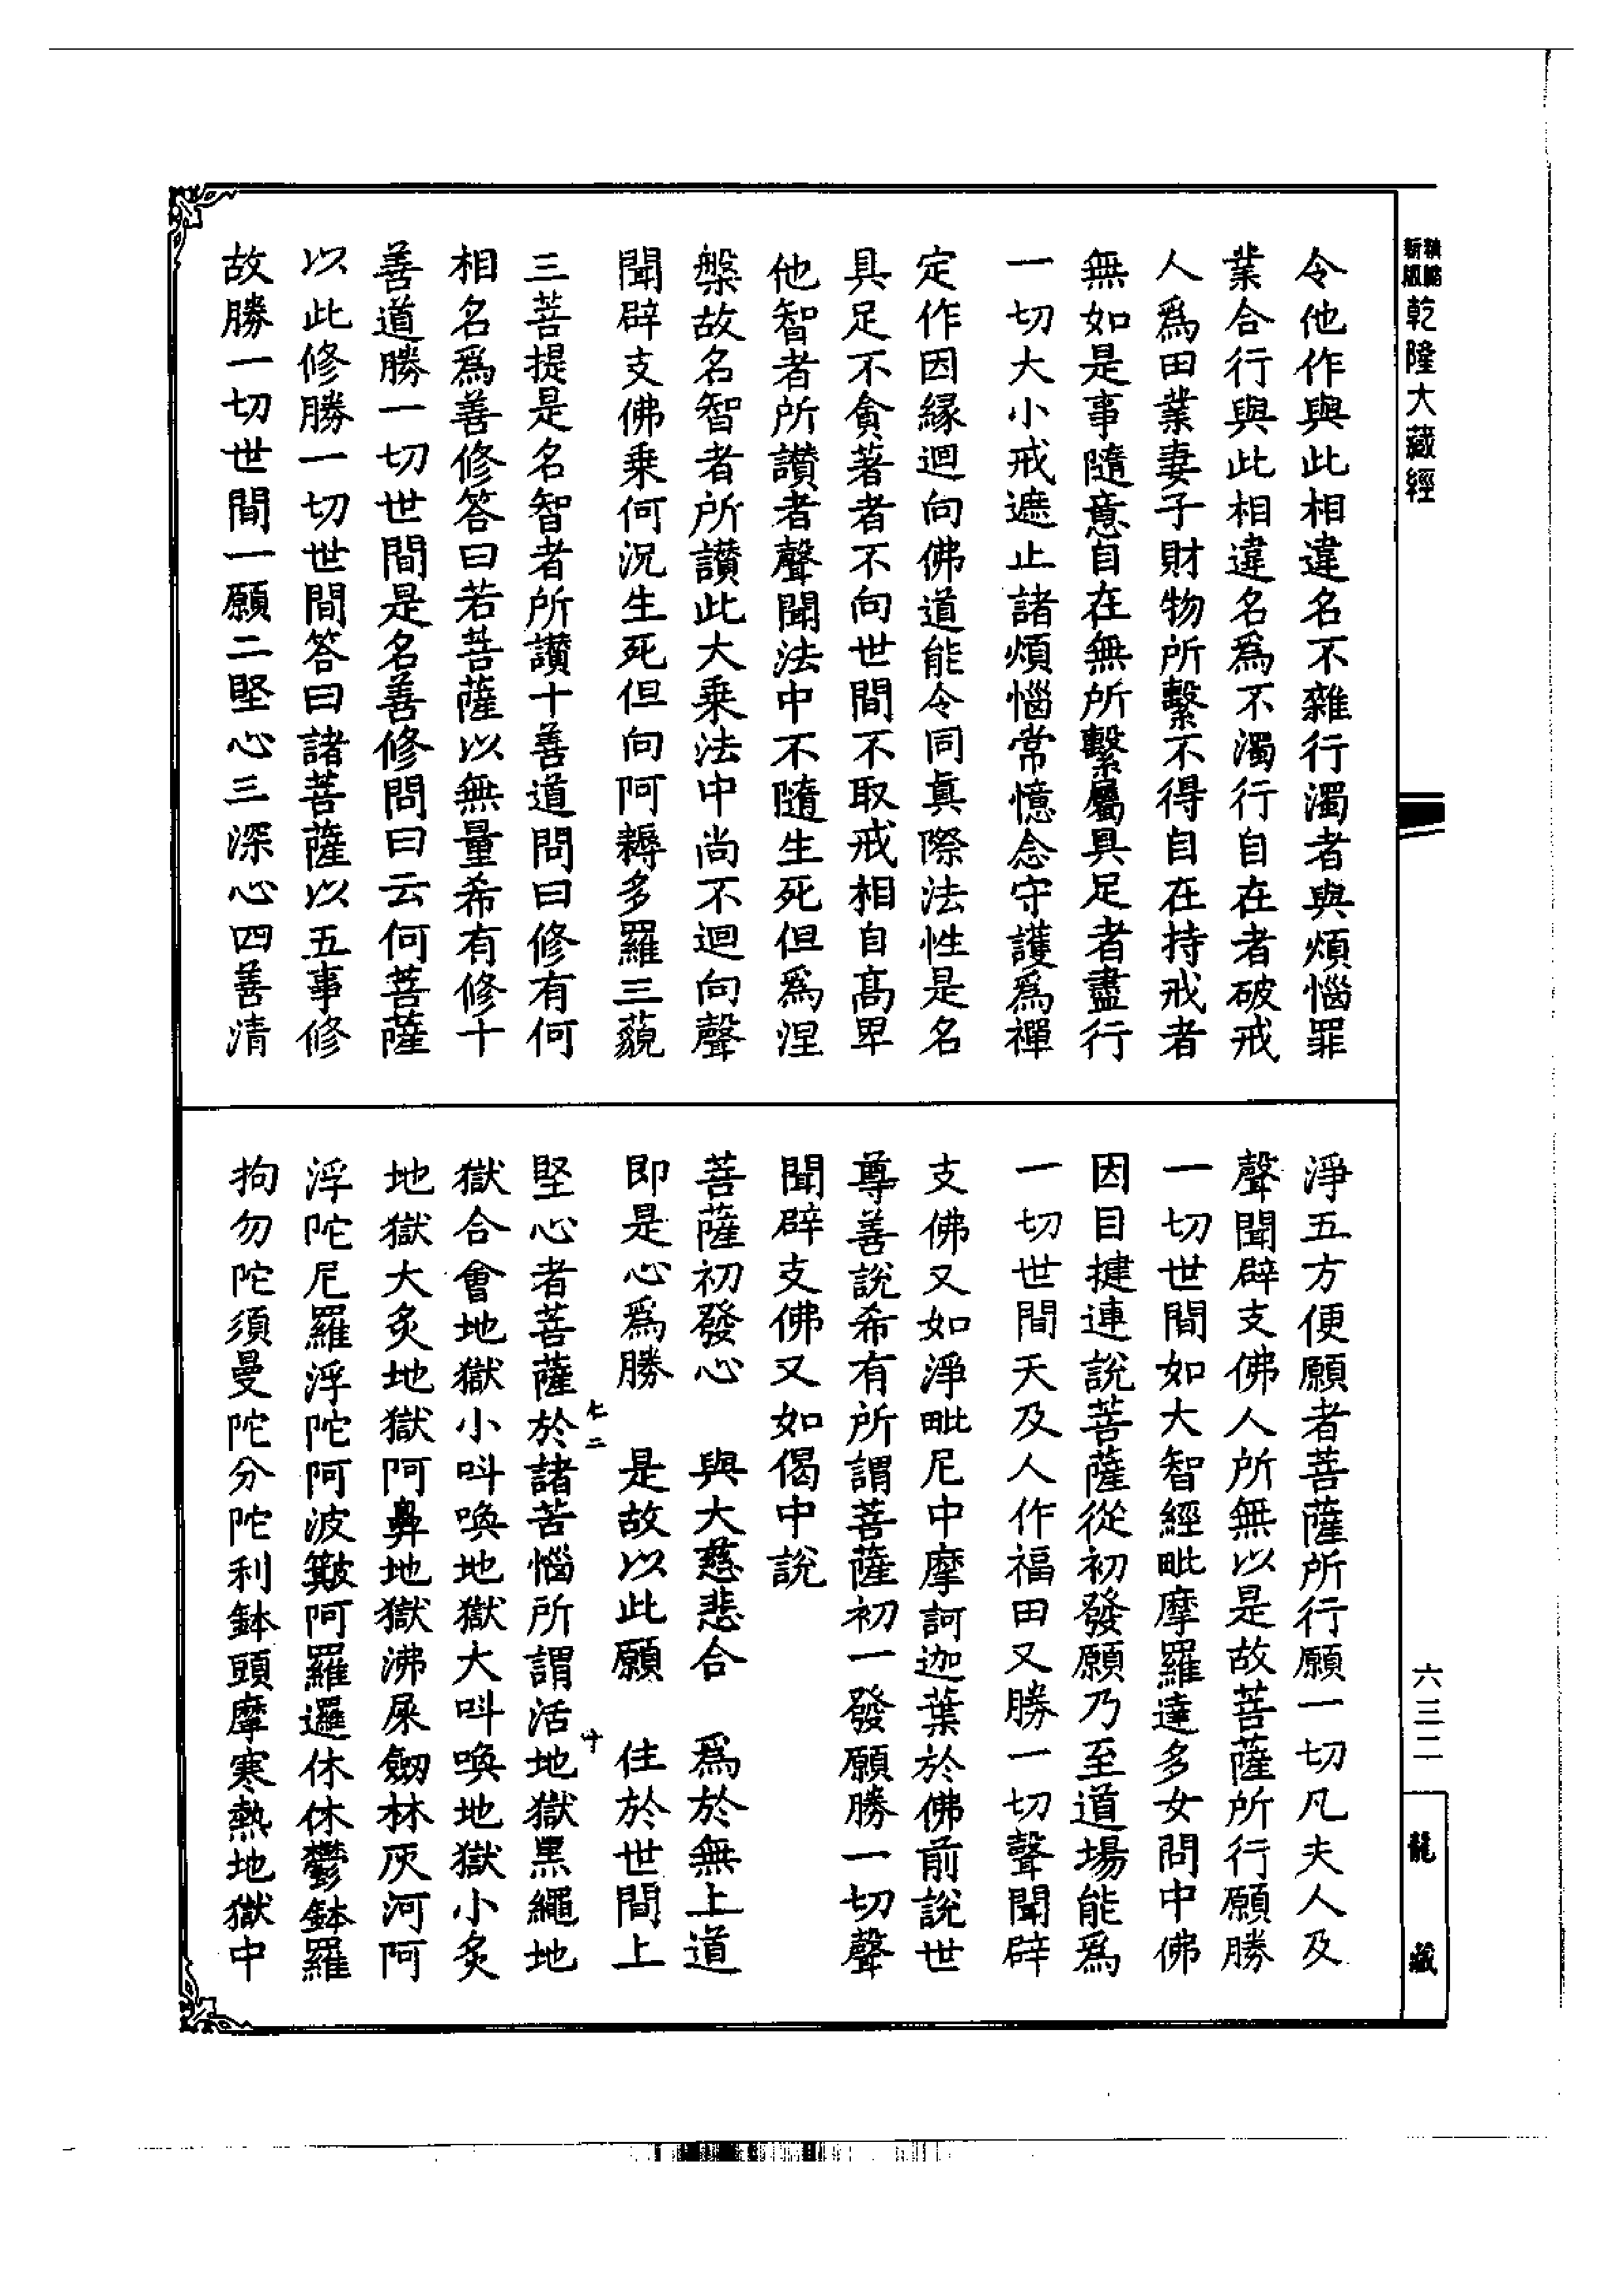 精縮新版乾隆大藏經
六三二
龍藏
令他作與此相違名不雜行濁者與煩惱罪
業合行與此相違名爲不濁行自在者破戒
人爲田業妻子財物所繫不得自在持戒者
無如是事隨意自在無所繫屬具足者盡行
一切大小戒遮止諸煩惱常憶念守護爲禪
定作因緣迴向佛道能令同眞際法性是名
具足不貪著者不向世間不取戒相自高卑
他智者所讚者聲聞法中不隨生死但爲涅
槃故名智者所讚此大乘法中尚不迴向聲
聞辟支佛乘何況生死但向阿耨多羅三藐
三菩提是名智者所讚十善道問曰修有何
相名爲善修答曰若菩薩以無量希有修十
善道勝一切世間是名善修問曰云何菩薩
以此修勝一切世間答曰諸菩薩以五事修
故勝一切世間一願二堅心三深心四善清
淨五方便願者菩薩所行願一切凡夫人及
聲聞辟支佛人所無以是故菩薩所行願勝
一切世間如大智經毗摩羅達多女問中佛
因目揵連說菩薩從初發願乃至道場能爲
一切世間天及人作福田又勝一切聲聞辟
支佛又如淨毗尼中摩訶迦葉於佛前說世
尊善說希有所謂菩薩初一發願勝一切聲
聞辟支佛又如偈中說
菩薩初發心　與大慈悲合　爲於無上道
即是心爲勝　是故以此願　住於世間上
堅心者菩薩於諸苦惱所謂活地獄黑繩地
獄合會地獄小叫喚地獄大叫喚地獄小炙
地獄大炙地獄阿鼻地獄沸屎劒林灰河阿
浮陀尼羅浮陀阿波簸阿羅邏休休鬱鉢羅
拘勿陀須曼陀分陀利鉢頭摩寒熱地獄中